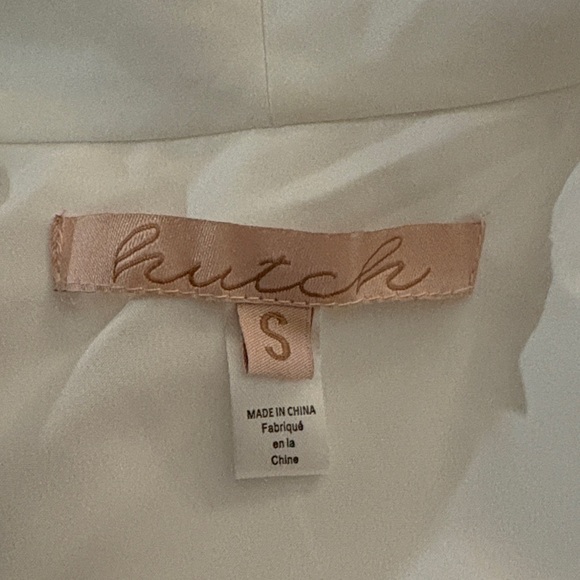 hutch
S
MADE IN CHINA
Fabriqué
en la
Chine